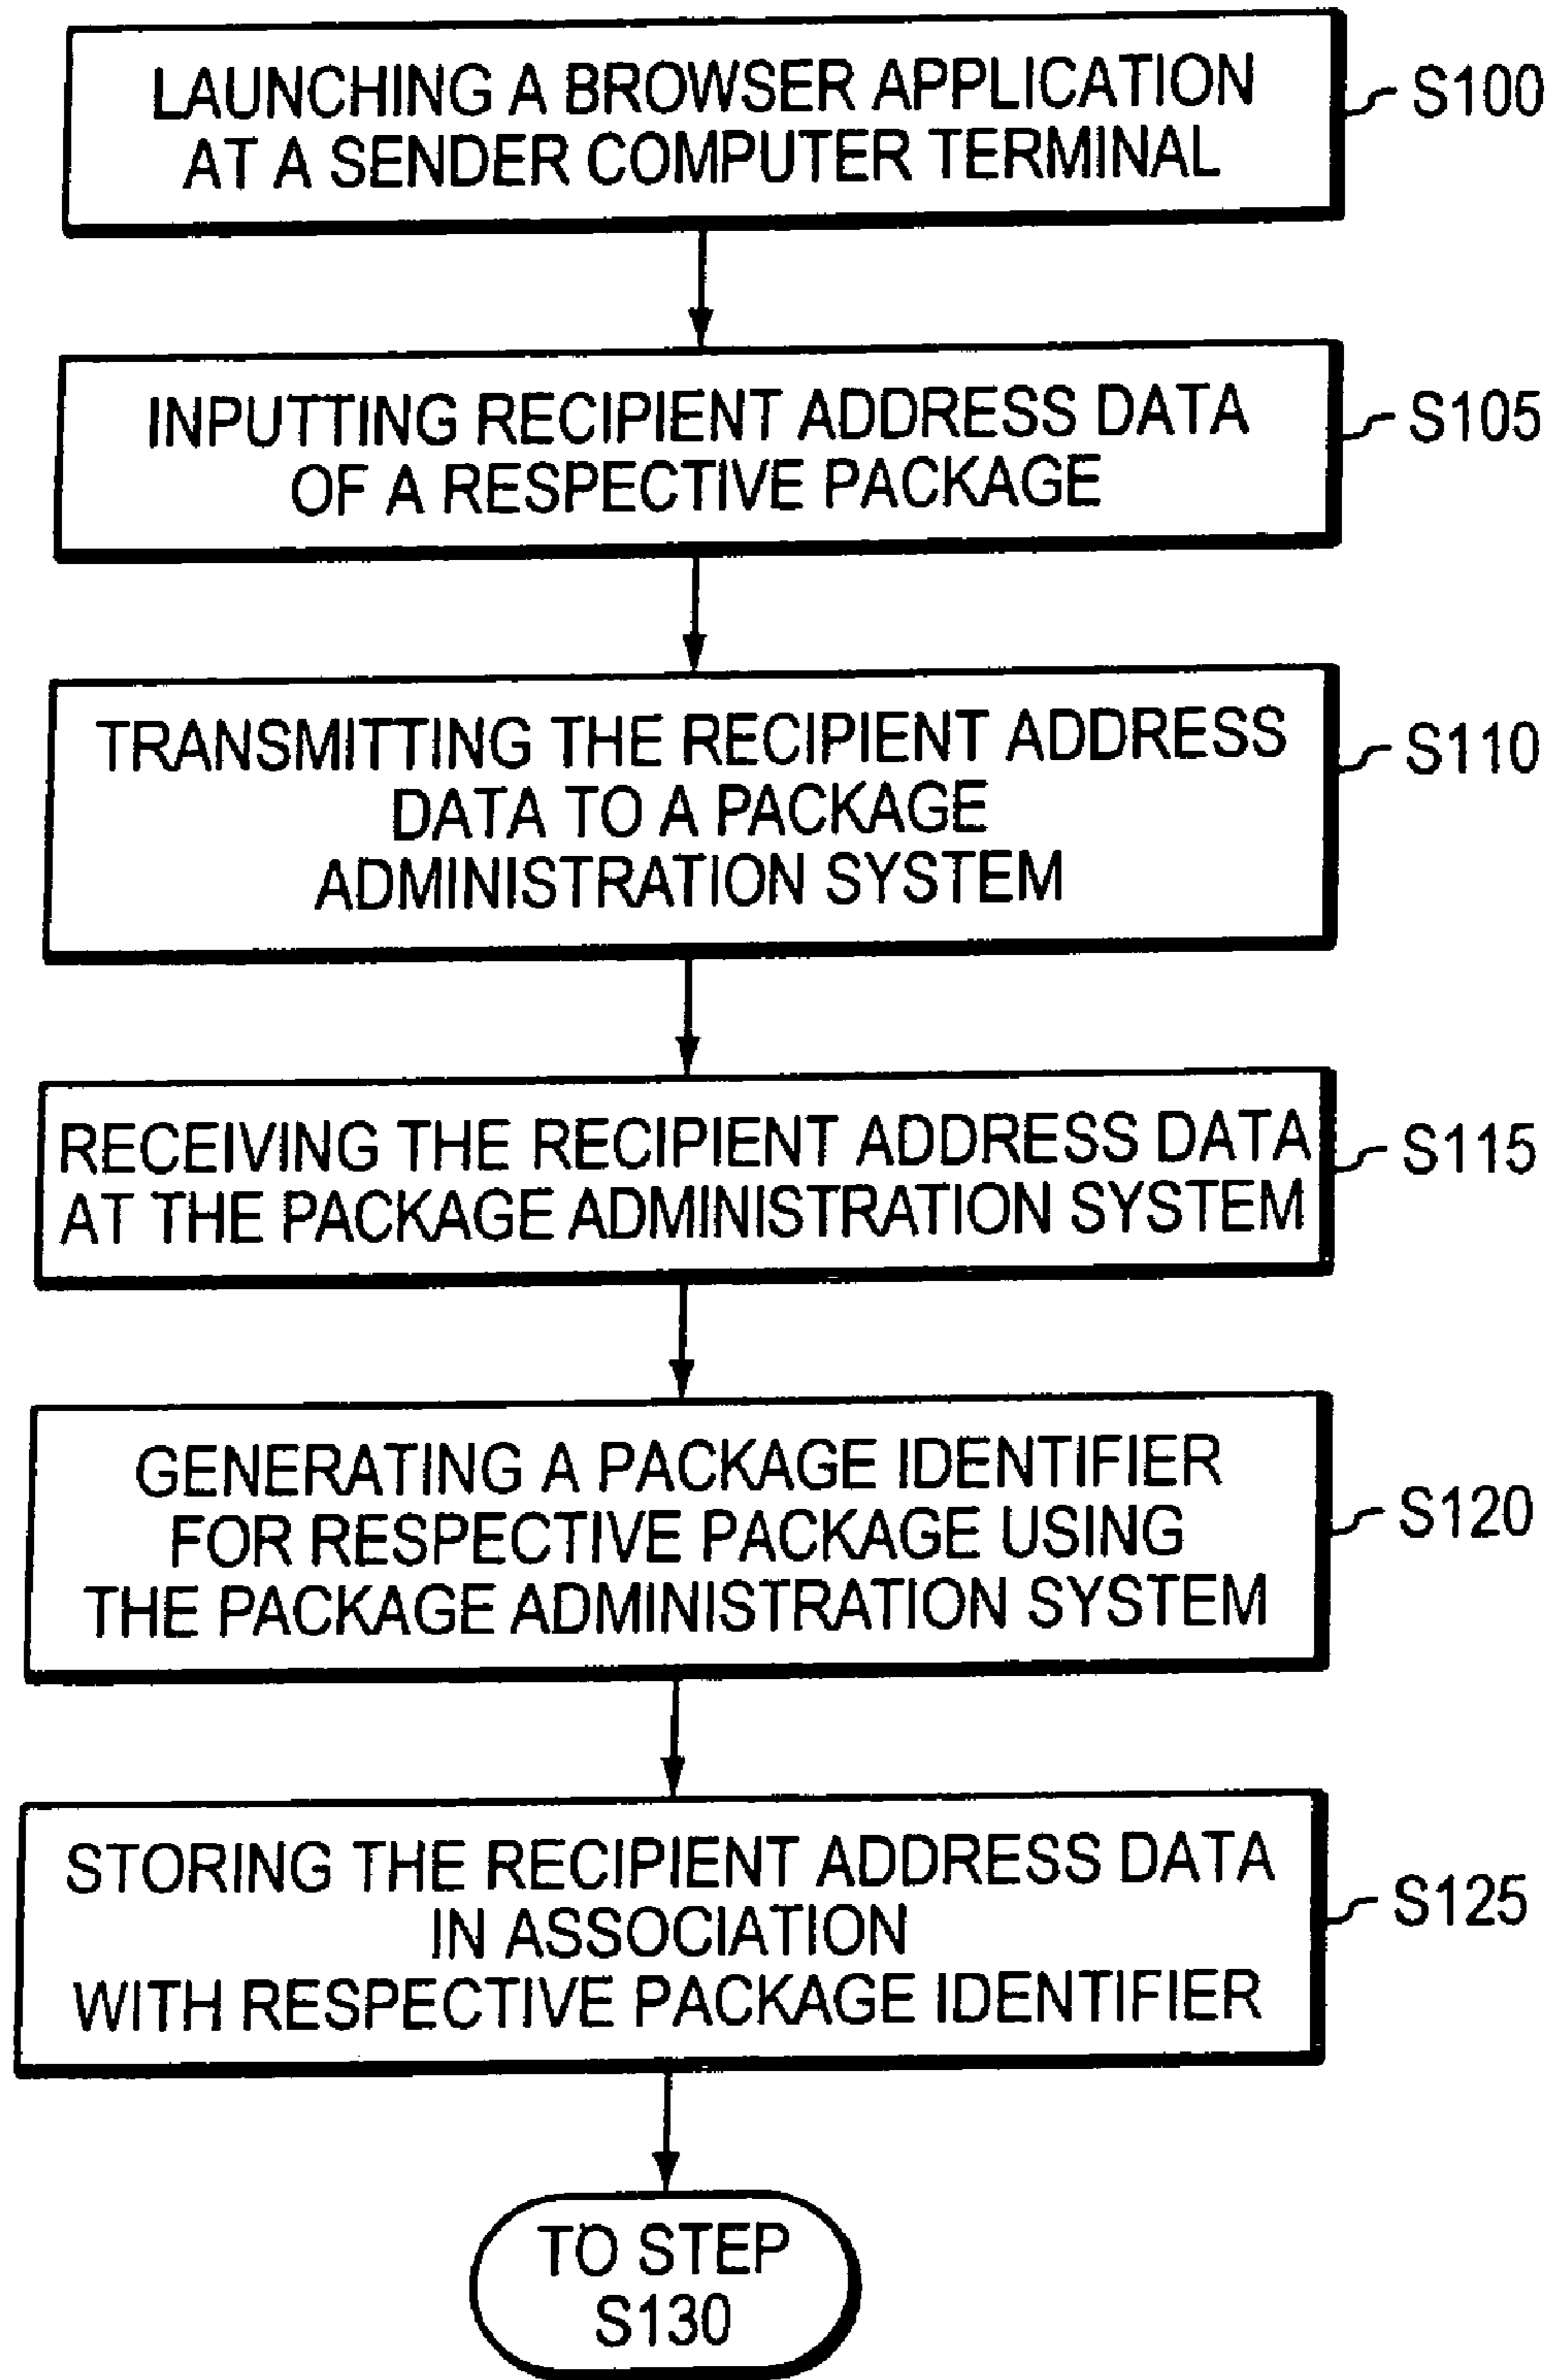 LAUNCHING A BROWSER APPLICATION
AT A SENDER COMPUTER TERMINAL
S100
INPUTTING RECIPIENT ADDRESS DATA
OF A RESPECTIVE PACKAGE
S105
TRANSMITTING THE RECIPIENT ADDRESS
DATA TO A PACKAGE
ADMINISTRATION SYSTEM
S110
RECEIVING THE RECIPIENT ADDRESS DATA
AT THE PACKAGE ADMINISTRATION SYSTEM
S115
GENERATING A PACKAGE IDENTIFIER
FOR RESPECTIVE PACKAGE USING
THE PACKAGE ADMINISTRATION SYSTEM
S120
STORING THE RECIPIENT ADDRESS DATA
IN ASSOCIATION
WITH RESPECTIVE PACKAGE IDENTIFIER
S125
TO STEP
S130